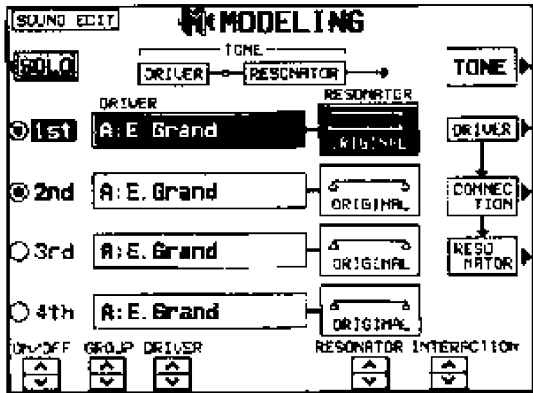 SOUND EDIT
MODELING
SOLO
TONE
DRIVER
RESONATOR
TONE
DRIVER
RESONATOR
1st
A:E Grand
ORIGINAL
DRIVER
2nd
A:E.Grand
ORIGINAL
CONNEC
TION
3rd
A:E.Grand
ORIGINAL
RESO
NATOR
4th
A:E.Grand
ORIGINAL
ON/OFF GROUP DRIVER
RESONATOR INTERACTION